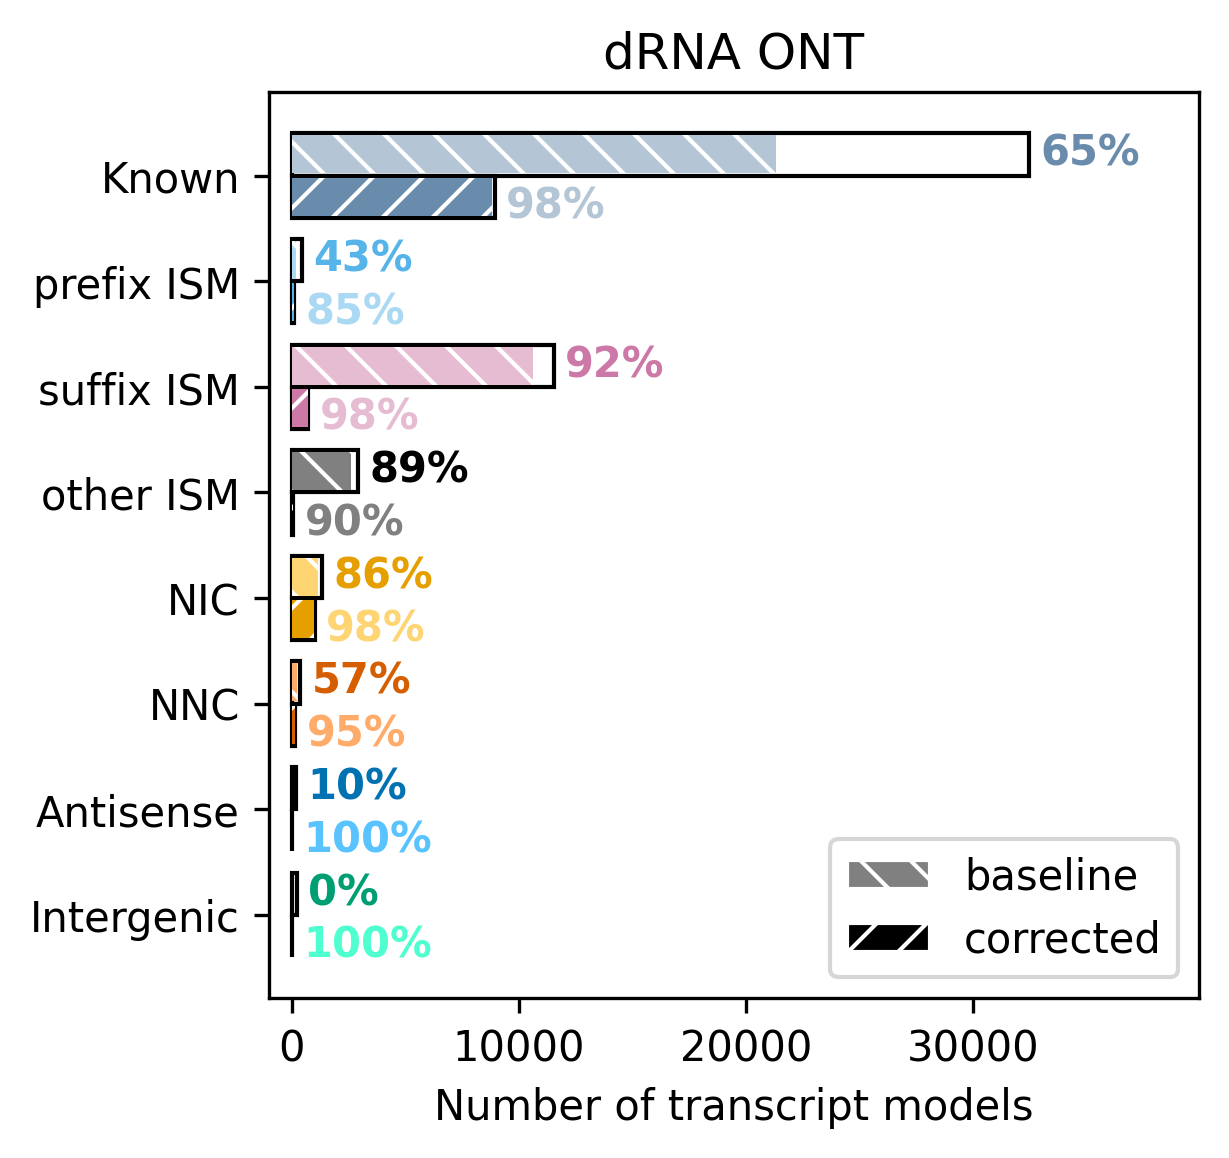 dRNA ONT
Known
65%
98%
prefix ISM
43%
85%
suffix ISM
92%
98%
other ISM
89%
90%
NIC
86%
98%
NNC
57%
95%
Antisense
10%
100%
Intergenic
0%
100%
baseline
corrected
0 10000 20000 30000
Number of transcript models